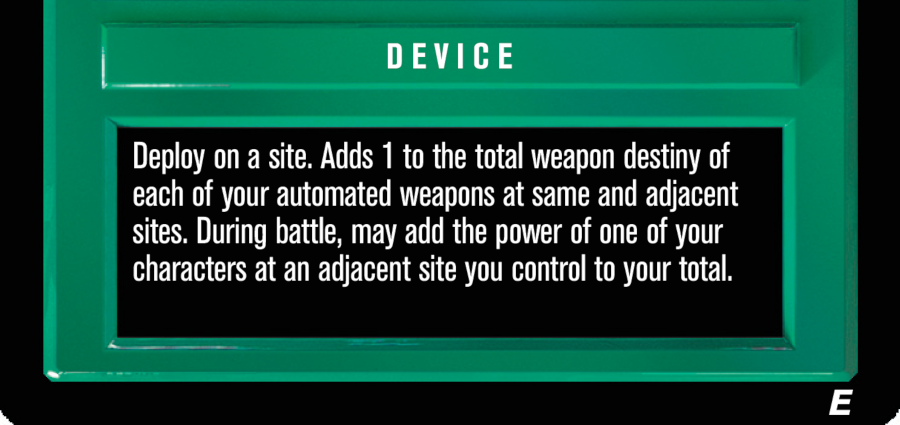 DEVICE
Deploy on a site. Adds 1 to the total weapon destiny of
each of your automated weapons at same and adjacent
sites. During battle, may add the power of one of your
characters at an adjacent site you control to your total.
E